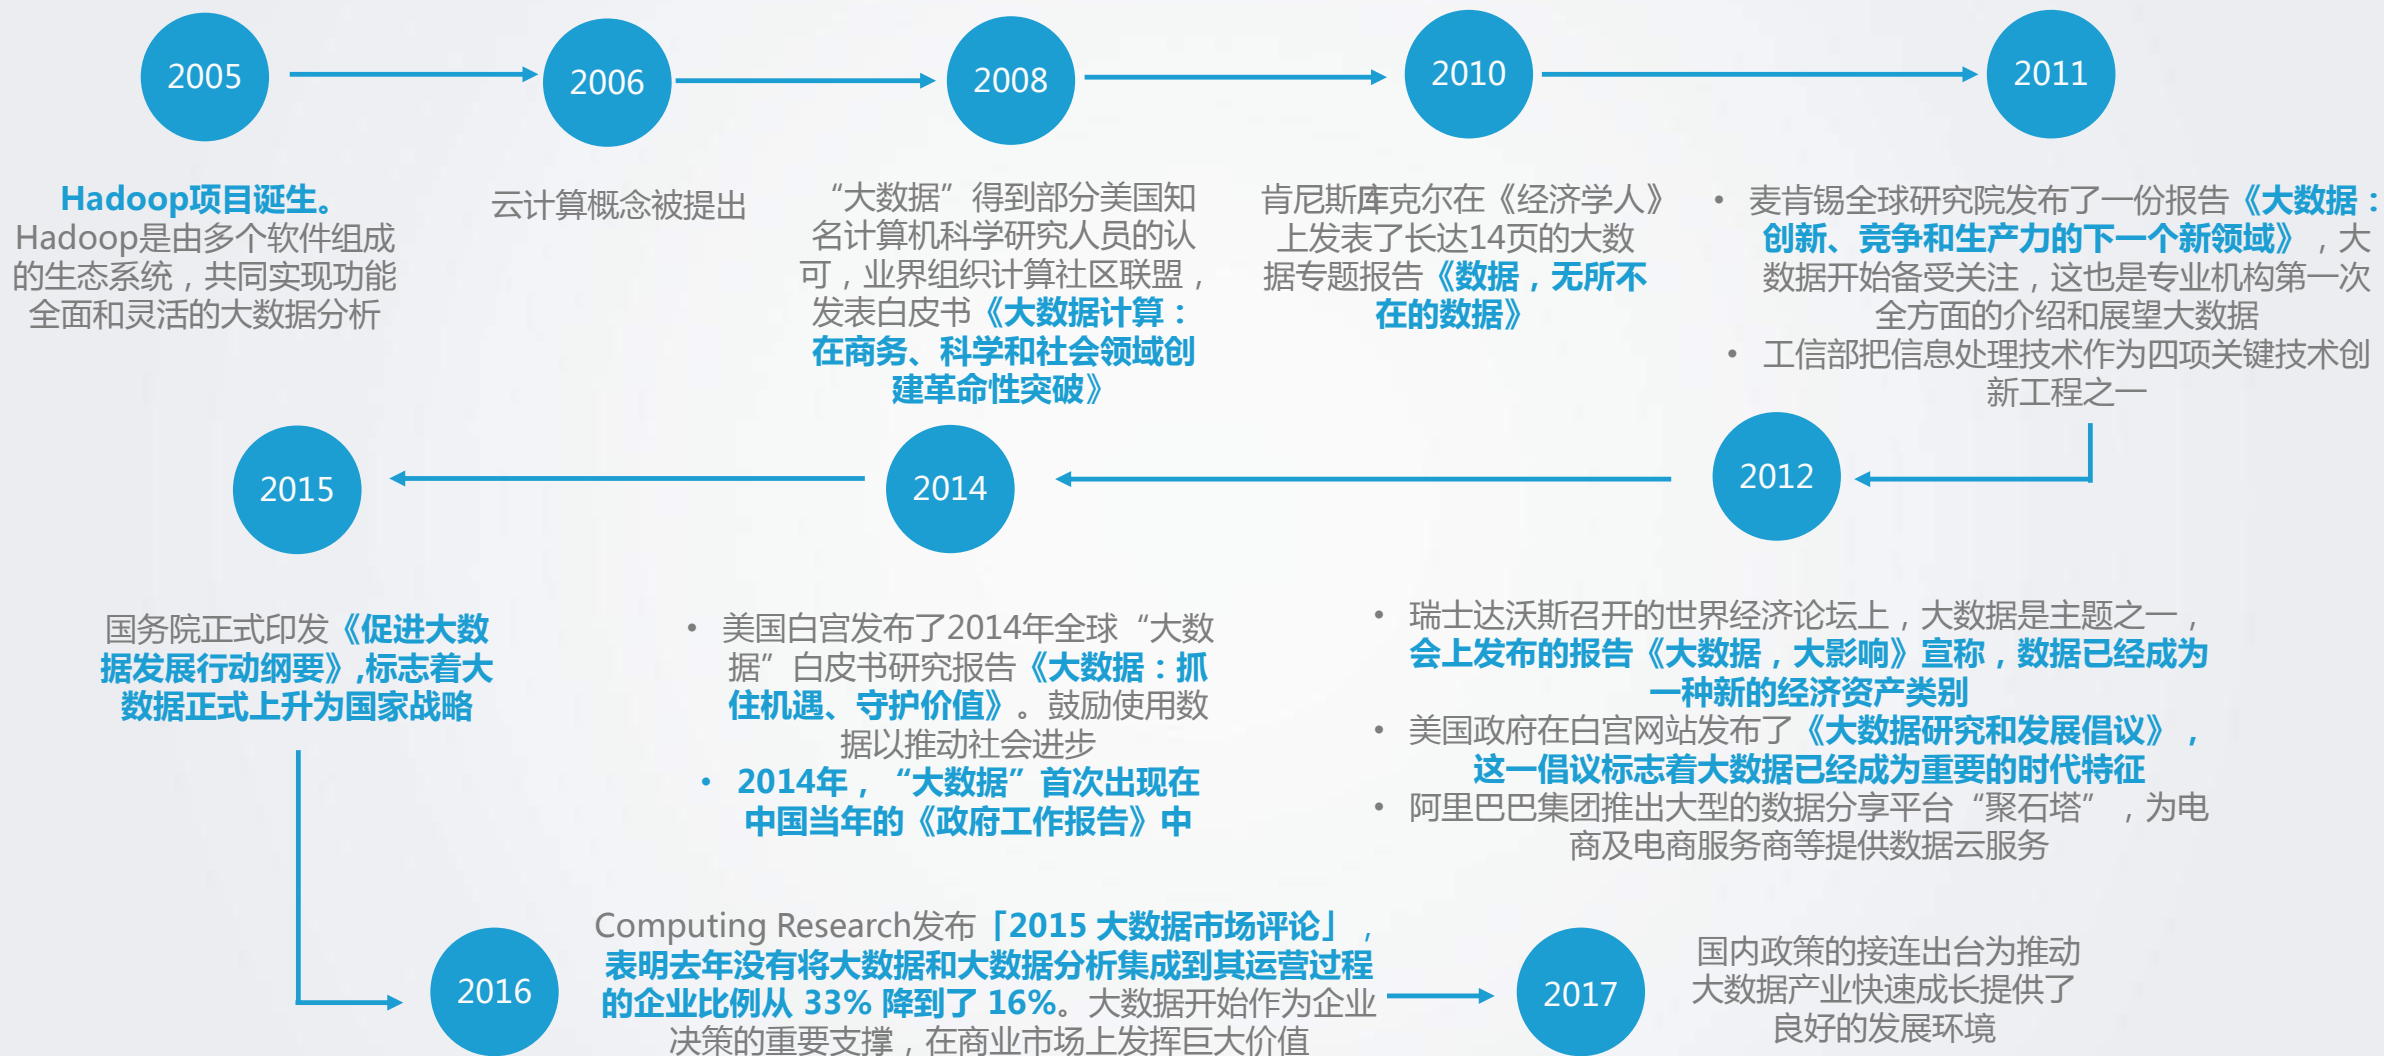 2005
Hadoop项目诞生。
Hadoop是由多个软件组成
的生态系统，共同实现功能
全面和灵活的大数据分析
2006
云计算概念被提出
2008
“大数据”得到部分美国知
名计算机科学研究人员的认
可，业界组织计算社区联盟，
发表白皮书《大数据计算：
在商务、科学和社会领域创
建革命性突破》
2010
肯尼斯库克尔在《经济学人》
上发表了长达14页的大数
据专题报告《数据，无所不
在的数据》
2011
• 麦肯锡全球研究院发布了一份报告《大数据：
创新、竞争和生产力的下一个新领域》，大
数据开始备受关注，这也是专业机构第一次
全方面的介绍和展望大数据
• 工信部把信息处理技术作为四项关键技术创
新工程之一
2012
• 瑞士达沃斯召开的世界经济论坛上，大数据是主题之一，
会上发布的报告《大数据，大影响》宣称，数据已经成为
一种新的经济资产类别
• 美国政府在白宫网站发布了《大数据研究和发展倡议》，
这一倡议标志着大数据已经成为重要的时代特征
• 阿里巴巴集团推出大型的数据分享平台“聚石塔”，为电
商及电商服务商等提供数据云服务
2014
• 美国白宫发布了2014年全球“大数
据”白皮书研究报告《大数据：抓
住机遇、守护价值》。鼓励使用数
据以推动社会进步
• 2014年，“大数据”首次出现在
中国当年的《政府工作报告》中
2015
国务院正式印发《促进大数
据发展行动纲要》,标志着大
数据正式上升为国家战略
2016
Computing Research发布「2015 大数据市场评论」，
表明去年没有将大数据和大数据分析集成到其运营过程
的企业比例从 33% 降到了 16%。大数据开始作为企业
决策的重要支撑，在商业市场上发挥巨大价值
2017
国内政策的接连出台为推动
大数据产业快速成长提供了
良好的发展环境